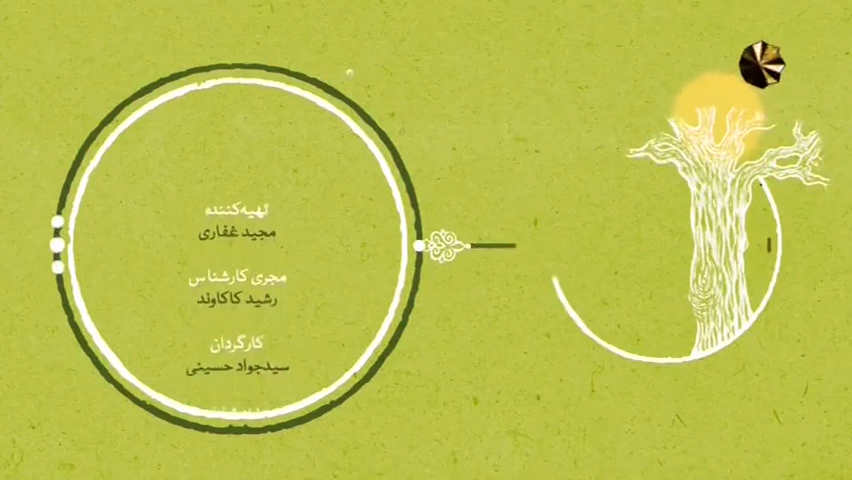 تهیه‌کننده
مجید غفاری
مجری کارشناس
رشید کاکاوند
کارگردان
سیدجواد حسینی